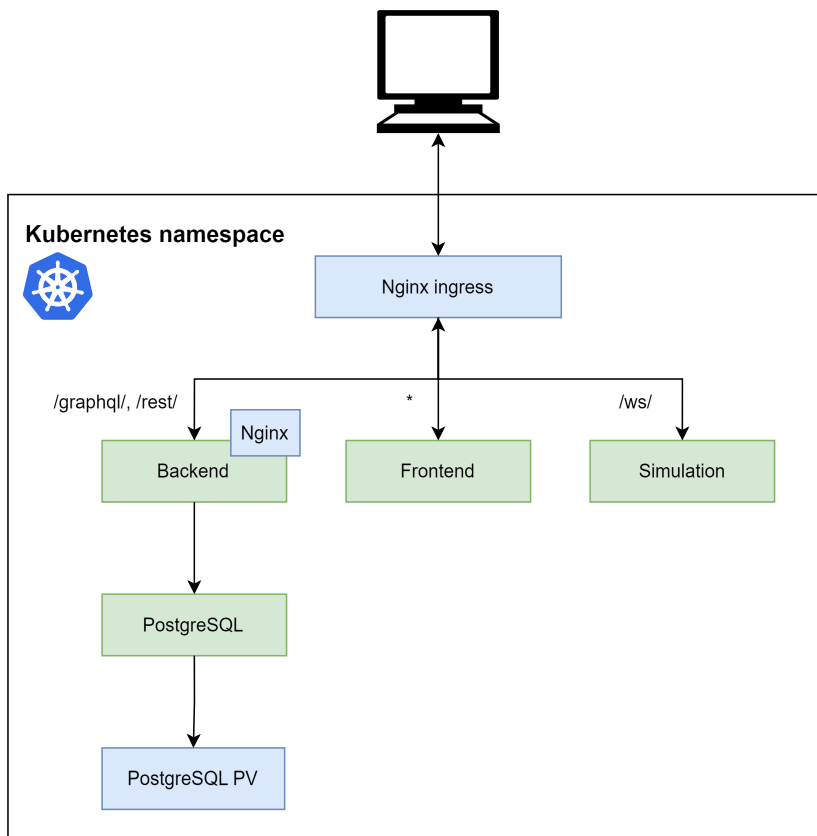 Kubernetes namespace
Nginx ingress
/graphql/, /rest/
*
/ws/
Nginx
Backend
Frontend
Simulation
PostgreSQL
PostgreSQL PV